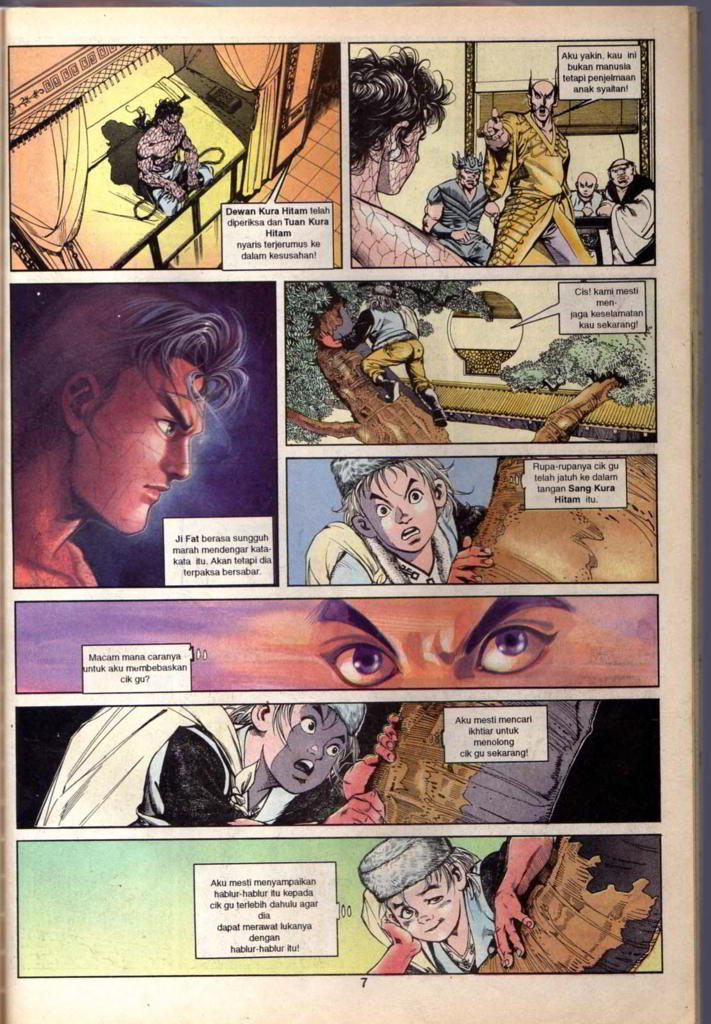 Dewan Kura Hitam telah
diperiksa dan Tuan Kura
Hitam
nyaris terjerumus ke
dalam kesusahan!
Aku yakin, kau ini
bukan manusia
tetapi penjelmaan
anak syaitan!
Ji Fat berasa sungguh
marah mendengar kata-
kata itu. Akan tetapi dia
terpaksa bersabar.
Cis! kami mesti
men-
jaga keselamatan
kau sekarang!
Rupa-rupanya cik gu
telah jatuh ke dalam
tangan Sang Kura
Hitam itu.
Macam mana caranya
untuk aku membebaskan
cik gu?
Aku mesti mencari
ikhtiar untuk
menolong
cik gu sekarang!
Aku mesti menyampaikan
hablur-hablur itu kepada
cik gu terlebih dahulu agar
dia
dapat merawat lukanya
dengan
hablur-hablur itu!
7